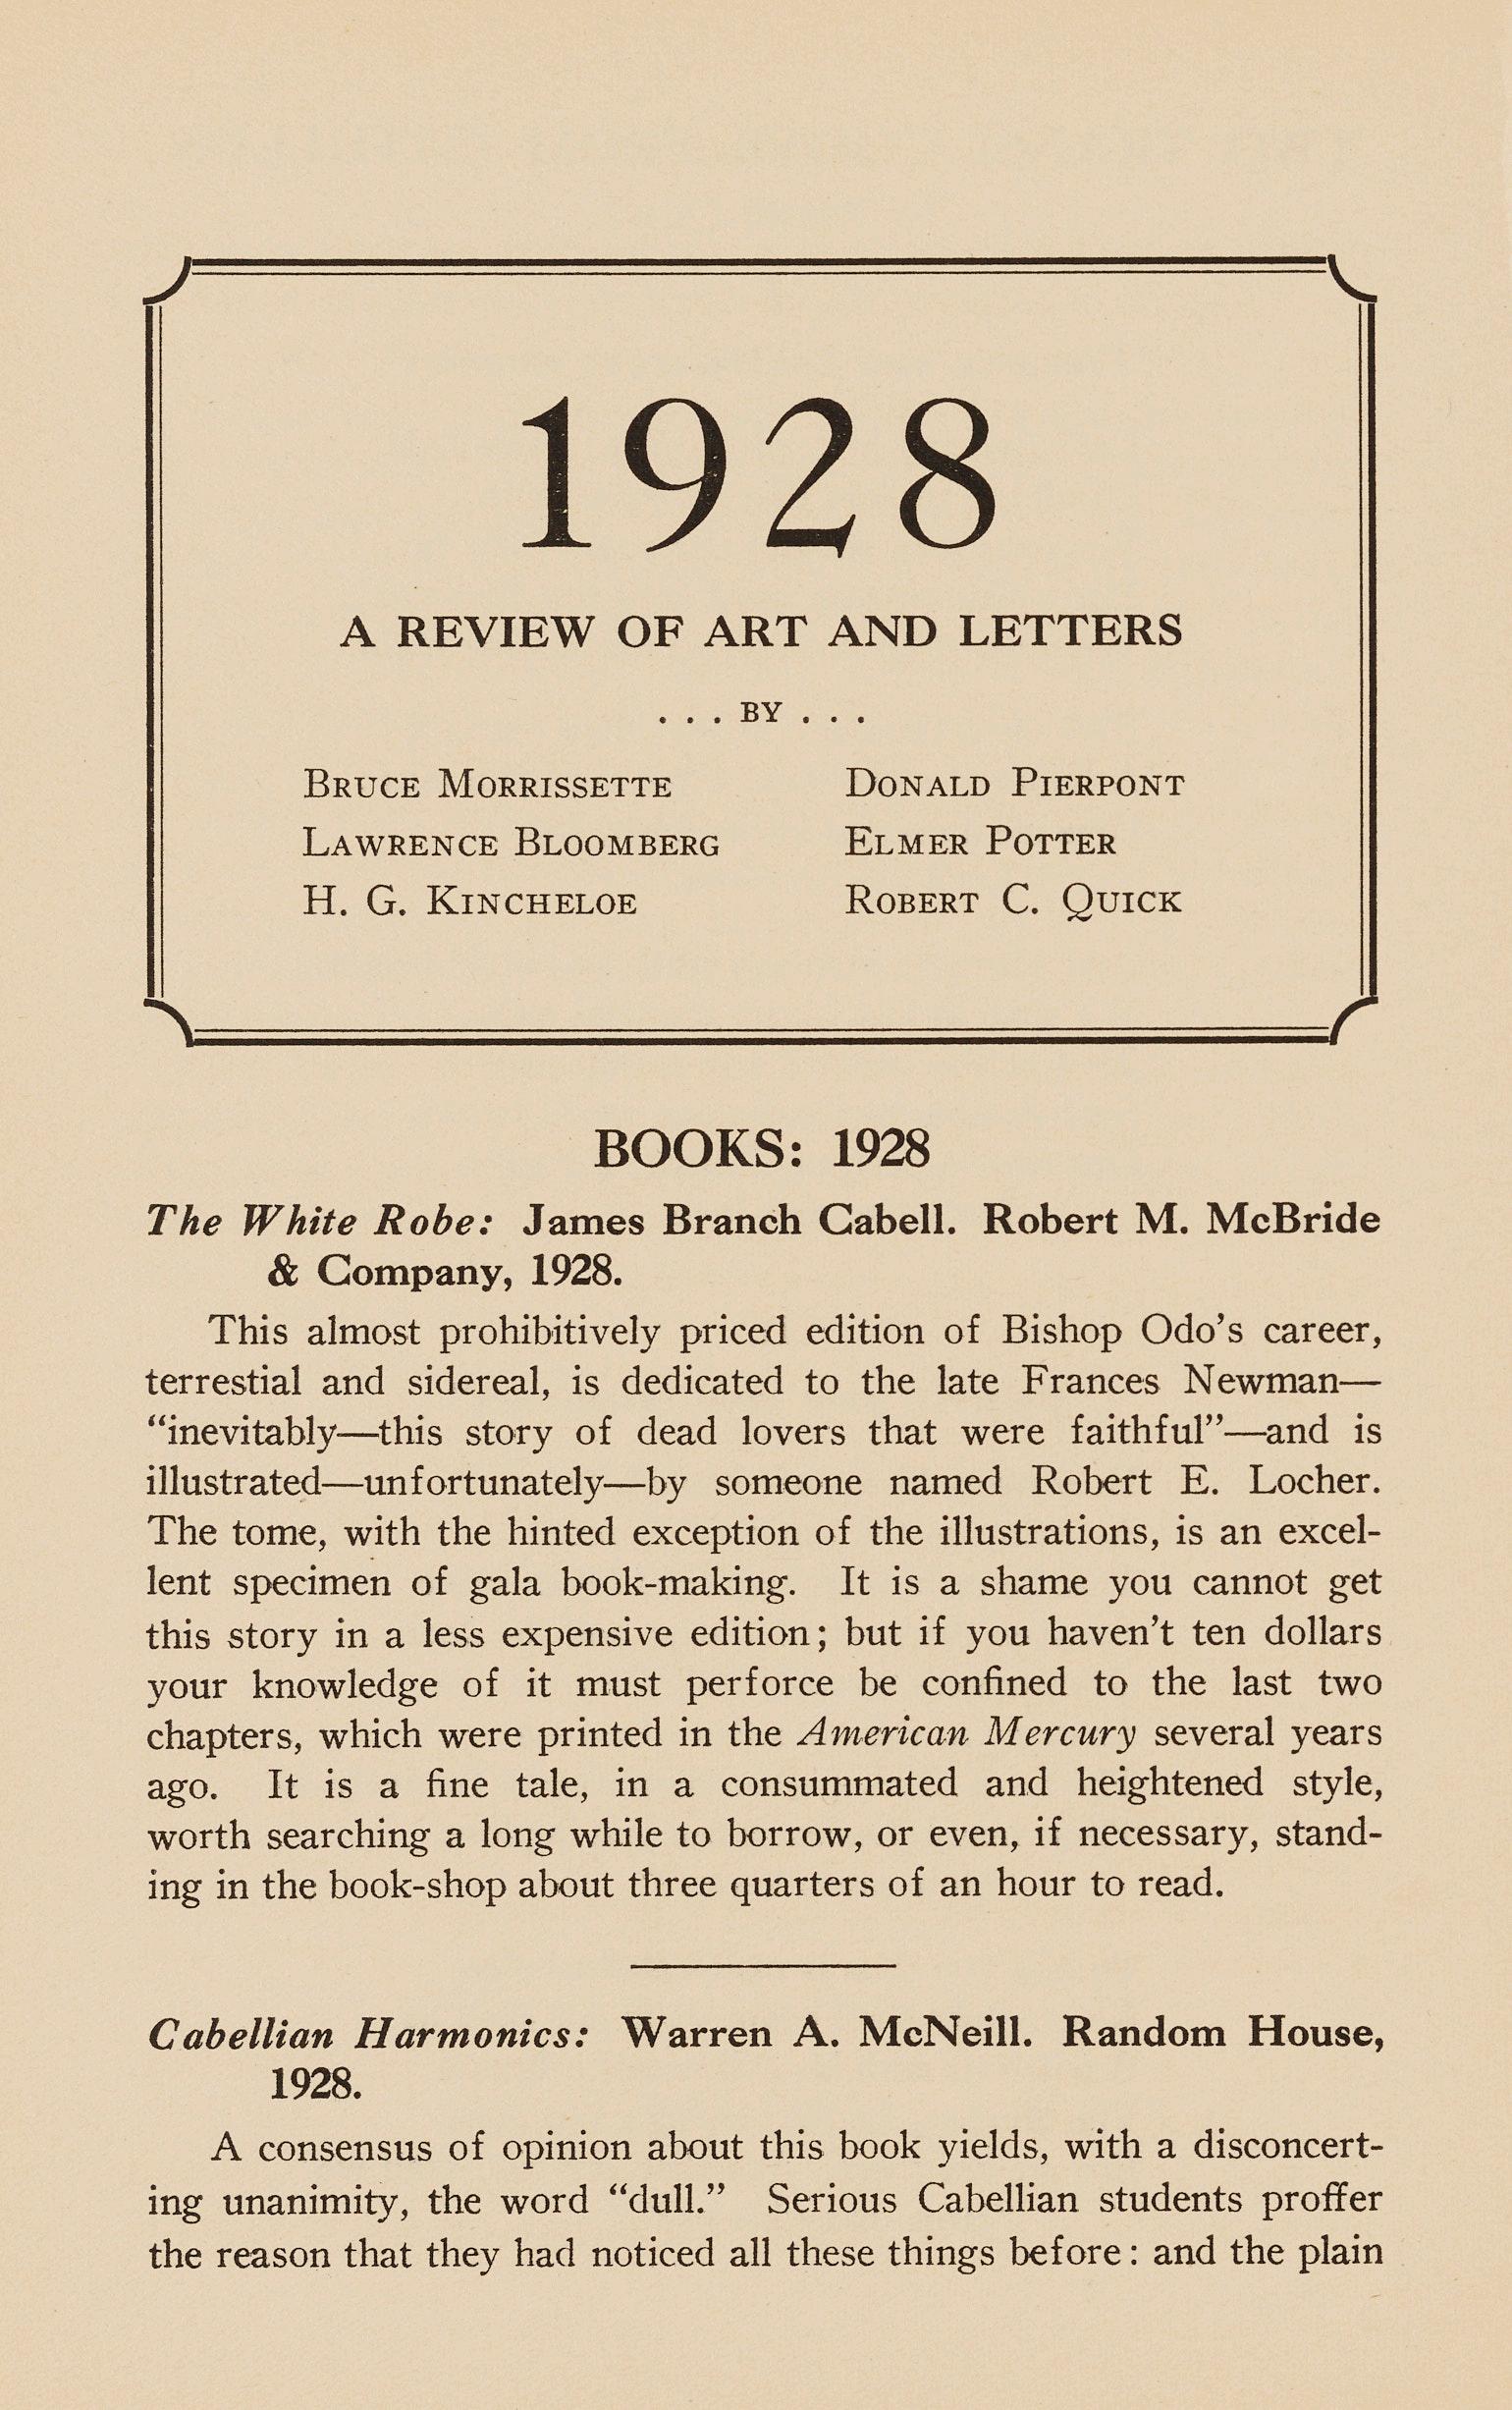 1928
A REVIEW OF ART AND LETTERS
. . . BY . . .
BRUCE MORRISSETTE DONALD PIERPONT
LAWRENCE BLOOMBERG ELMER POTTER
H. G. KINCHELOE ROBERT C. QUICK
BOOKS: 1928
The White Robe: James Branch Cabell. Robert M. McBride
& Company, 1928.
This almost prohibitively priced edition of Bishop Odo’s career,
terrestial and sidereal, is dedicated to the late Frances Newman—
“inevitably—this story of dead lovers that were faithful”—and is
illustrated—unfortunately—by someone named Robert E. Locher.
The tome, with the hinted exception of the illustrations, is an excel-
lent specimen of gala book-making. It is a shame you cannot get
this story in a less expensive edition; but if you haven’t ten dollars
your knowledge of it must perforce be confined to the last two
chapters, which were printed in the American Mercury several years
ago. It is a fine tale, in a consummated and heightened style,
worth searching a long while to borrow, or even, if necessary, stand-
ing in the book-shop about three quarters of an hour to read.
Cabellian Harmonics: Warren A. McNeill. Random House,
1928.
A consensus of opinion about this book yields, with a disconcert-
ing unanimity, the word “dull.” Serious Cabellian students proffer
the reason that they had noticed all these things before: and the plain